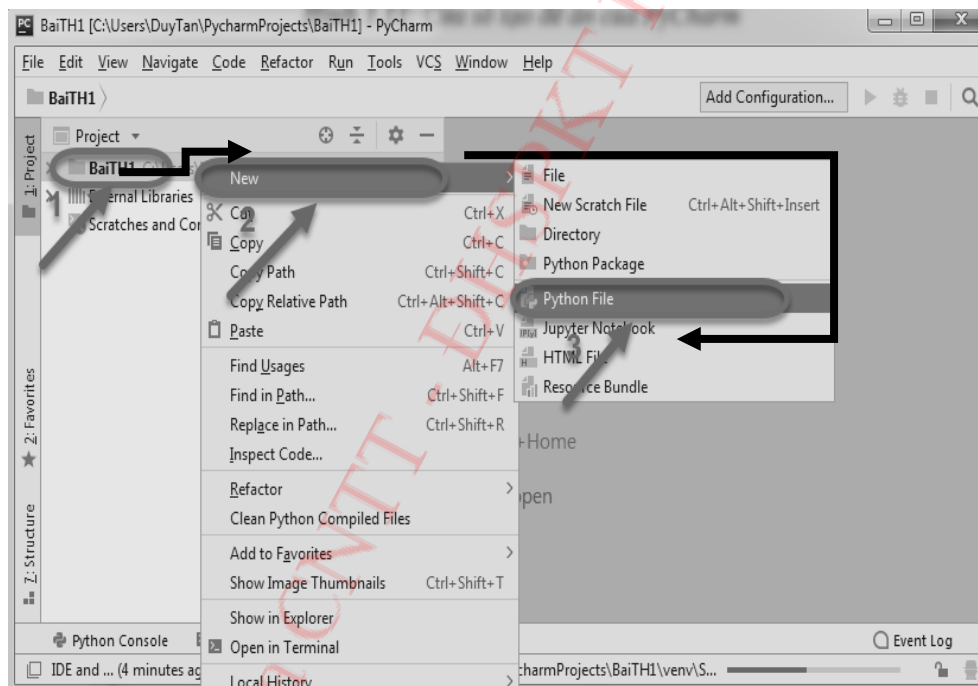 BaiTH1 [C:\Users\DuyTan\PycharmProjects\BaiTH1] - PyCharm
File Edit View Navigate Code Refactor Run Tools VCS Window Help
BaiTH1
Add Configuration...
1: Project
Project
BaiTH1
External Libraries
Scratches and Cor
1
2
3
New
Cut Ctrl+X
Copy Ctrl+C
Copy Path Ctrl+Shift+C
Copy Relative Path Ctrl+Alt+Shift+C
Paste Ctrl+V
Find Usages Alt+F7
Find in Path... Ctrl+Shift+F
Replace in Path... Ctrl+Shift+R
Inspect Code...
Refactor
Clean Python Compiled Files
Add to Favorites
Show Image Thumbnails Ctrl+Shift+T
Show in Explorer
Open in Terminal
Local History
File
New Scratch File Ctrl+Alt+Shift+Insert
Directory
Python Package
Python File
Jupyter Notebook
HTML File
Resource Bundle
+Home
open
2: Favorites
7: Structure
Python Console
Event Log
IDE and ... (4 minutes ag
charmProjects\BaiTH1\venv\S...
CNTT - ĐHSPKT